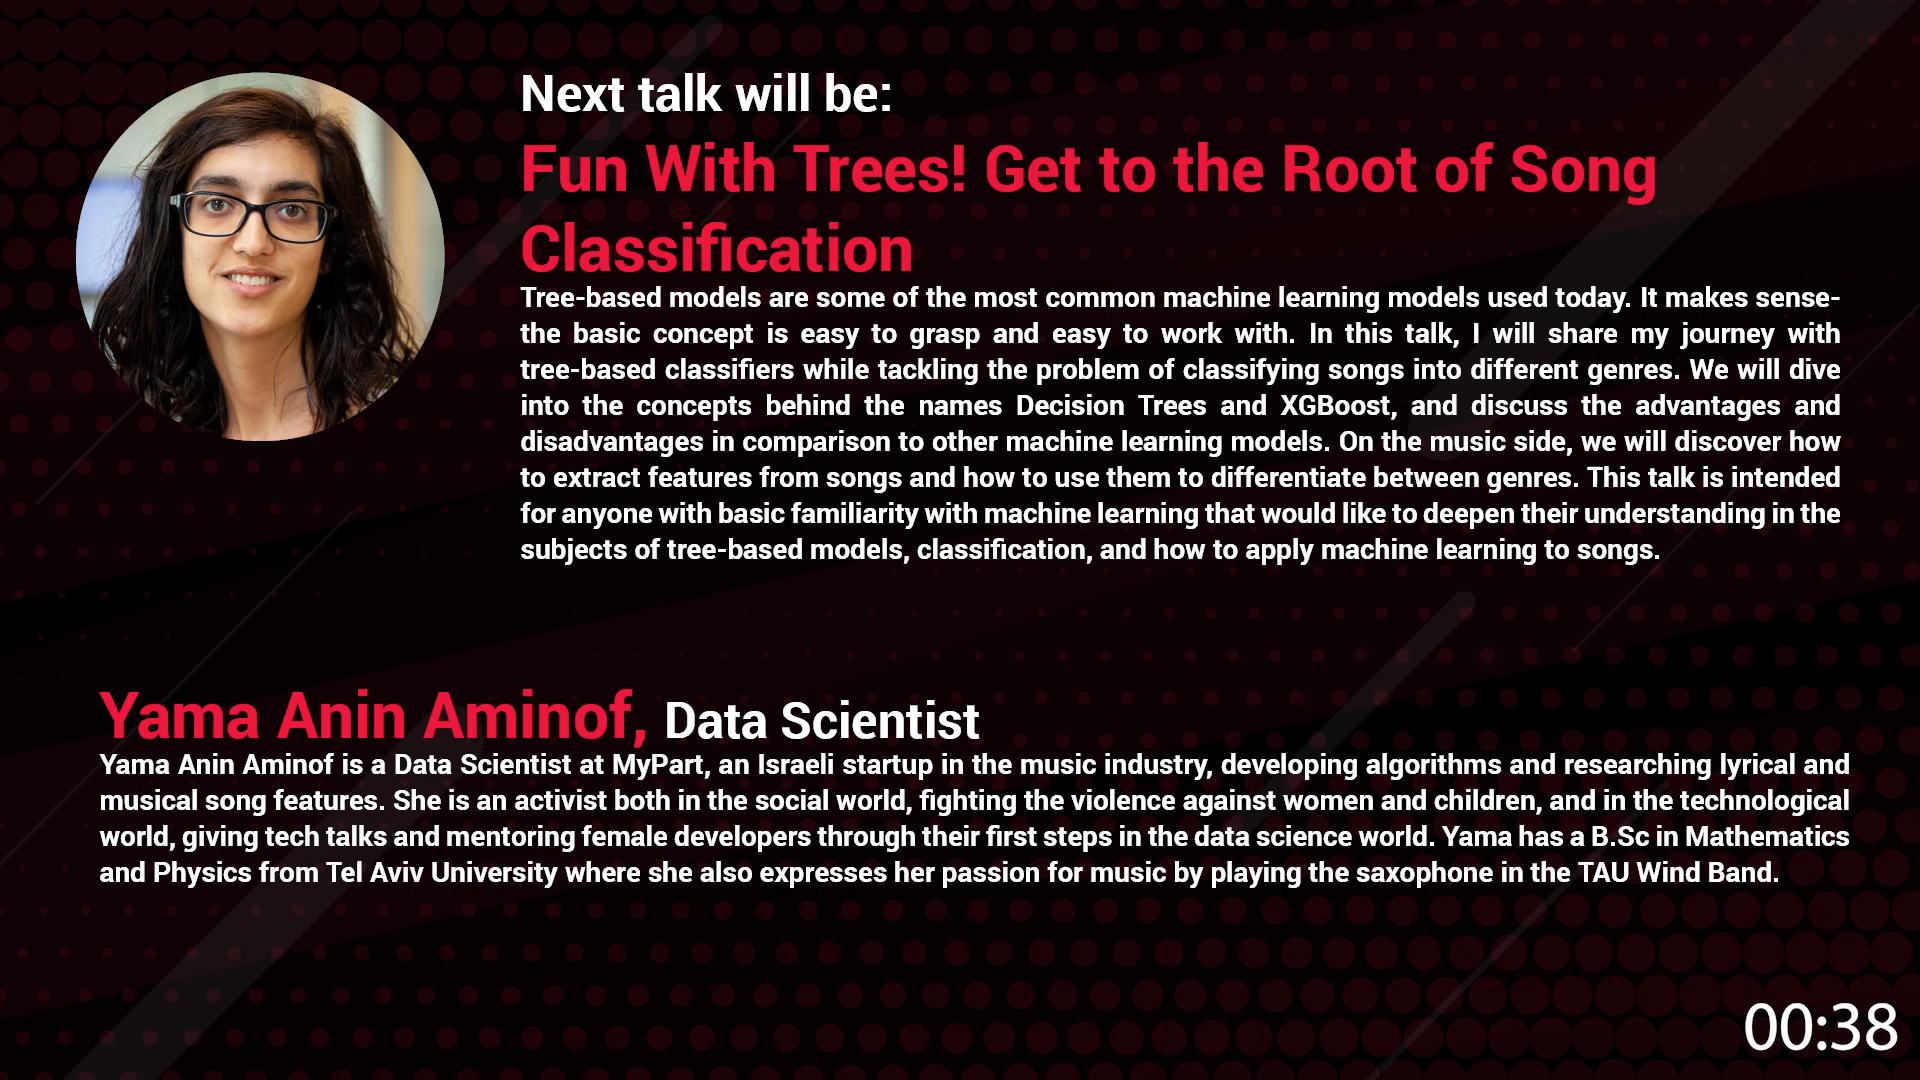 Next talk will be:
Fun With Trees! Get to the Root of Song
Classification
Tree-based models are some of the most common machine learning models used today. It makes sense-
the basic concept is easy to grasp and easy to work with. In this talk, I will share my journey with
tree-based classifiers while tackling the problem of classifying songs into different genres. We will dive
into the concepts behind the names Decision Trees and XGBoost, and discuss the advantages and
disadvantages in comparison to other machine learning models. On the music side, we will discover how
to extract features from songs and how to use them to differentiate between genres. This talk is intended
for anyone with basic familiarity with machine learning that would like to deepen their understanding in the
subjects of tree-based models, classification, and how to apply machine learning to songs.
Yama Anin Aminof, Data Scientist
Yama Anin Aminof is a Data Scientist at MyPart, an Israeli startup in the music industry, developing algorithms and researching lyrical and
musical song features. She is an activist both in the social world, fighting the violence against women and children, and in the technological
world, giving tech talks and mentoring female developers through their first steps in the data science world. Yama has a B.Sc in Mathematics
and Physics from Tel Aviv University where she also expresses her passion for music by playing the saxophone in the TAU Wind Band.
00:38